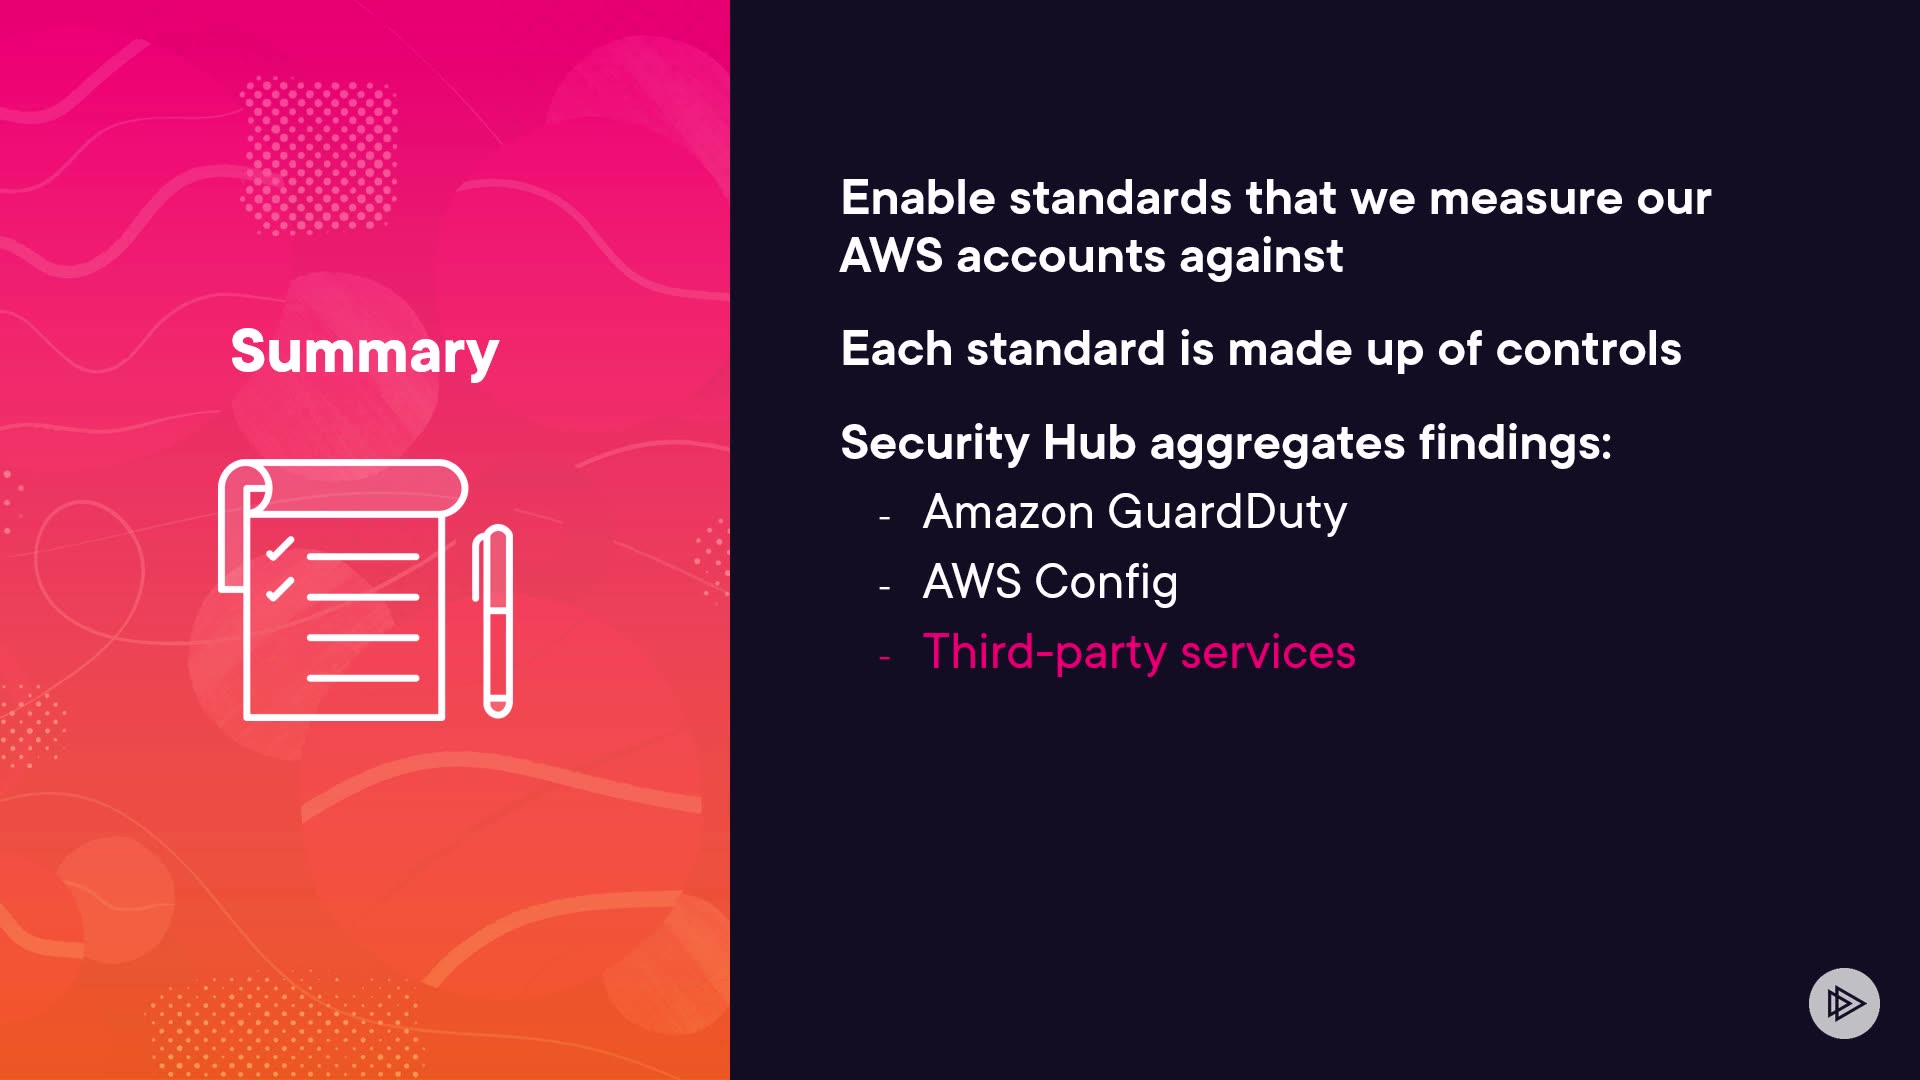 Summary
Enable standards that we measure our
AWS accounts against
Each standard is made up of controls
Security Hub aggregates findings:
- Amazon GuardDuty
- AWS Config
- Third-party services